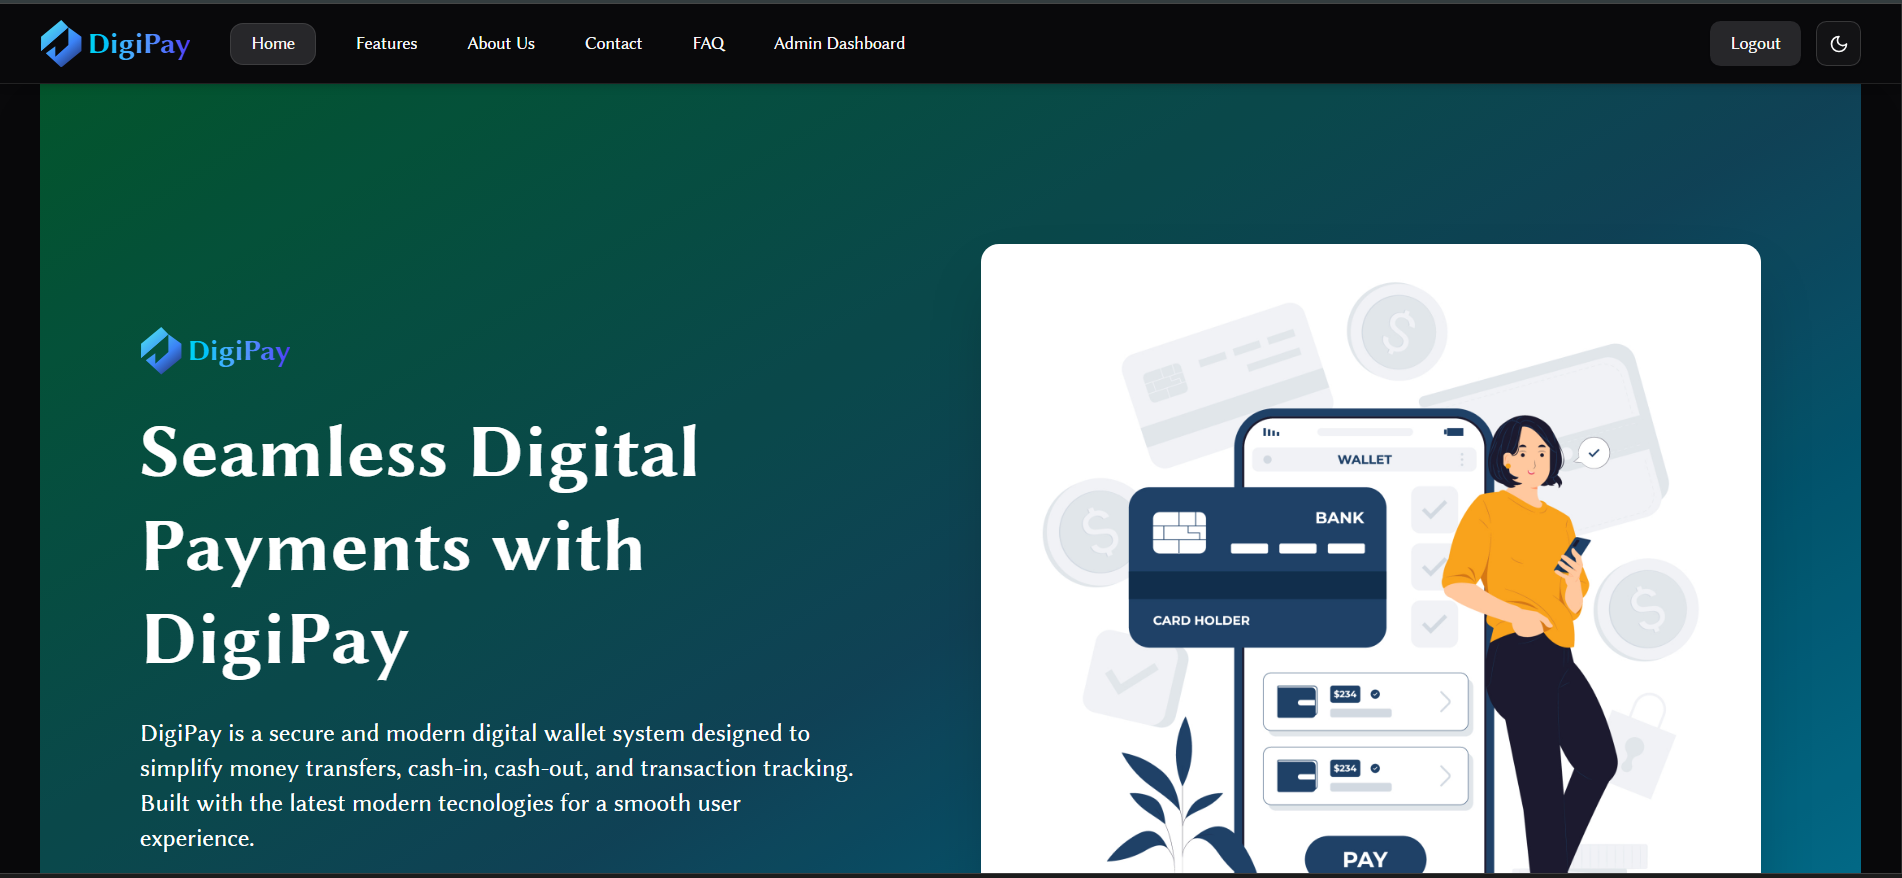 DigiPay Home Features About Us Contact FAQ Admin Dashboard Logout
DigiPay
Seamless Digital
Payments with
DigiPay
DigiPay is a secure and modern digital wallet system designed to
simplify money transfers, cash-in, cash-out, and transaction tracking.
Built with the latest modern tecnologies for a smooth user
experience.
WALLET
BANK
CARD HOLDER
$234
$234
PAY